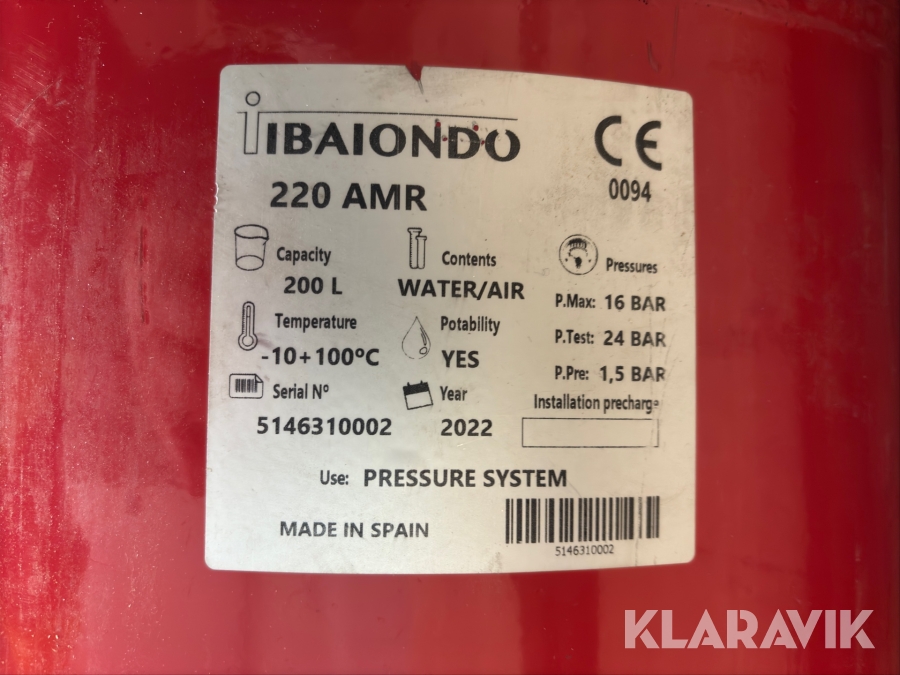 IBAIONDO
CE
220 AMR
0094
Capacity
200 L
Contents
WATER/AIR
Pressures
P.Max: 16 BAR
P.Test: 24 BAR
P.Pre: 1,5 BAR
Temperature
-10+100ºC
Potability
YES
Serial Nº
5146310002
Year
2022
Installation precharge
Use: PRESSURE SYSTEM
MADE IN SPAIN
5146310002
KLARAVIK